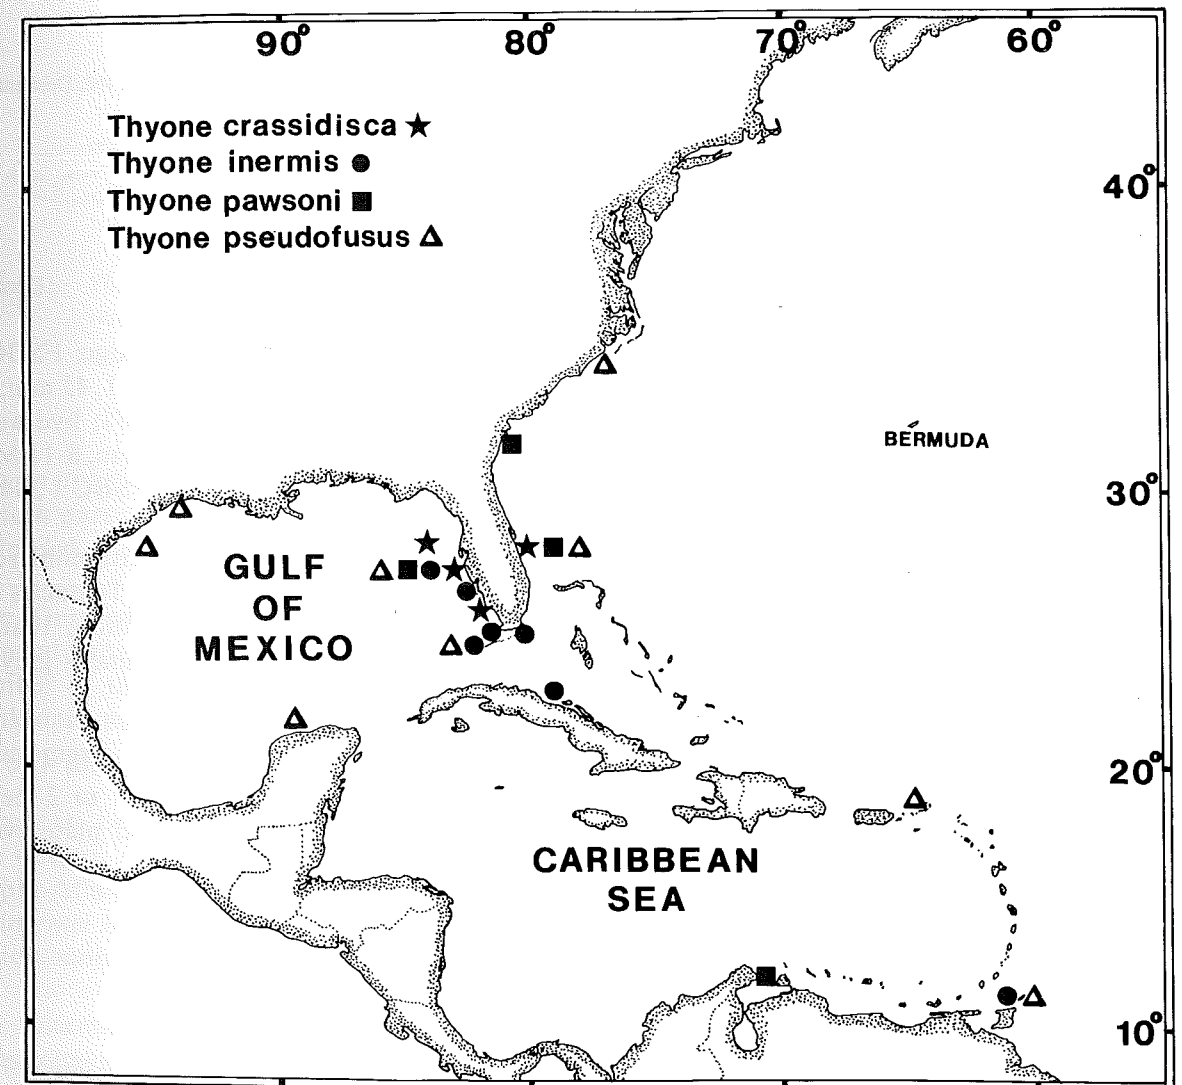 90° 80° 70° 60°
Thyone crassidisca ★
Thyone inermis ●
Thyone pawsoni ■
Thyone pseudofusus △
40°
BERMUDA
30°
GULF
OF
MEXICO
20°
CARIBBEAN
SEA
10°